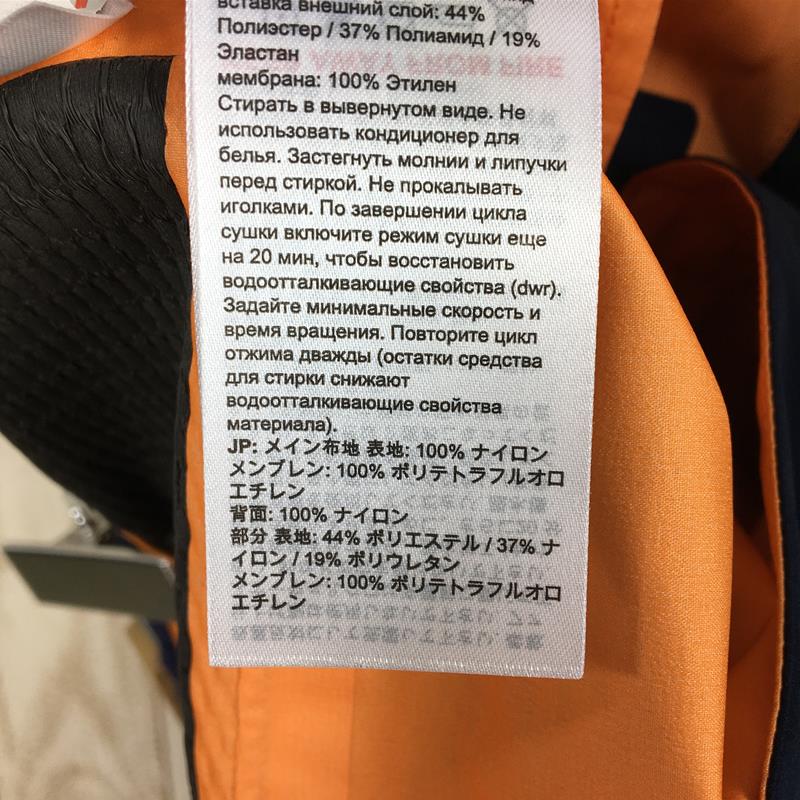 вставка внешний слой: 44%
Полиэстер / 37% Полиамид / 19%
Эластан
мембрана: 100% Этилен
Стирать в вывернутом виде. Не
использовать кондиционер для
белья. Застегнуть молнии и липучки
перед стиркой. Не прокалывать
иголками. По завершении цикла
сушки включите режим сушки еще
на 20 мин, чтобы восстановить
водоотталкивающие свойства (dwr).
Задайте минимальные скорость и
время вращения. Повторите цикл
отжима дважды (остатки средства
для стирки снижают
водоотталкивающие свойства
материала).
JP: メイン布地 表地: 100% ナイロン
メンブレン: 100% ポリテトラフルオロ
エチレン
背面: 100% ナイロン
部分 表地: 44% ポリエステル / 37% ナ
イロン / 19% ポリウレタン
メンブレン: 100% ポリテトラフルオロ
エチレン